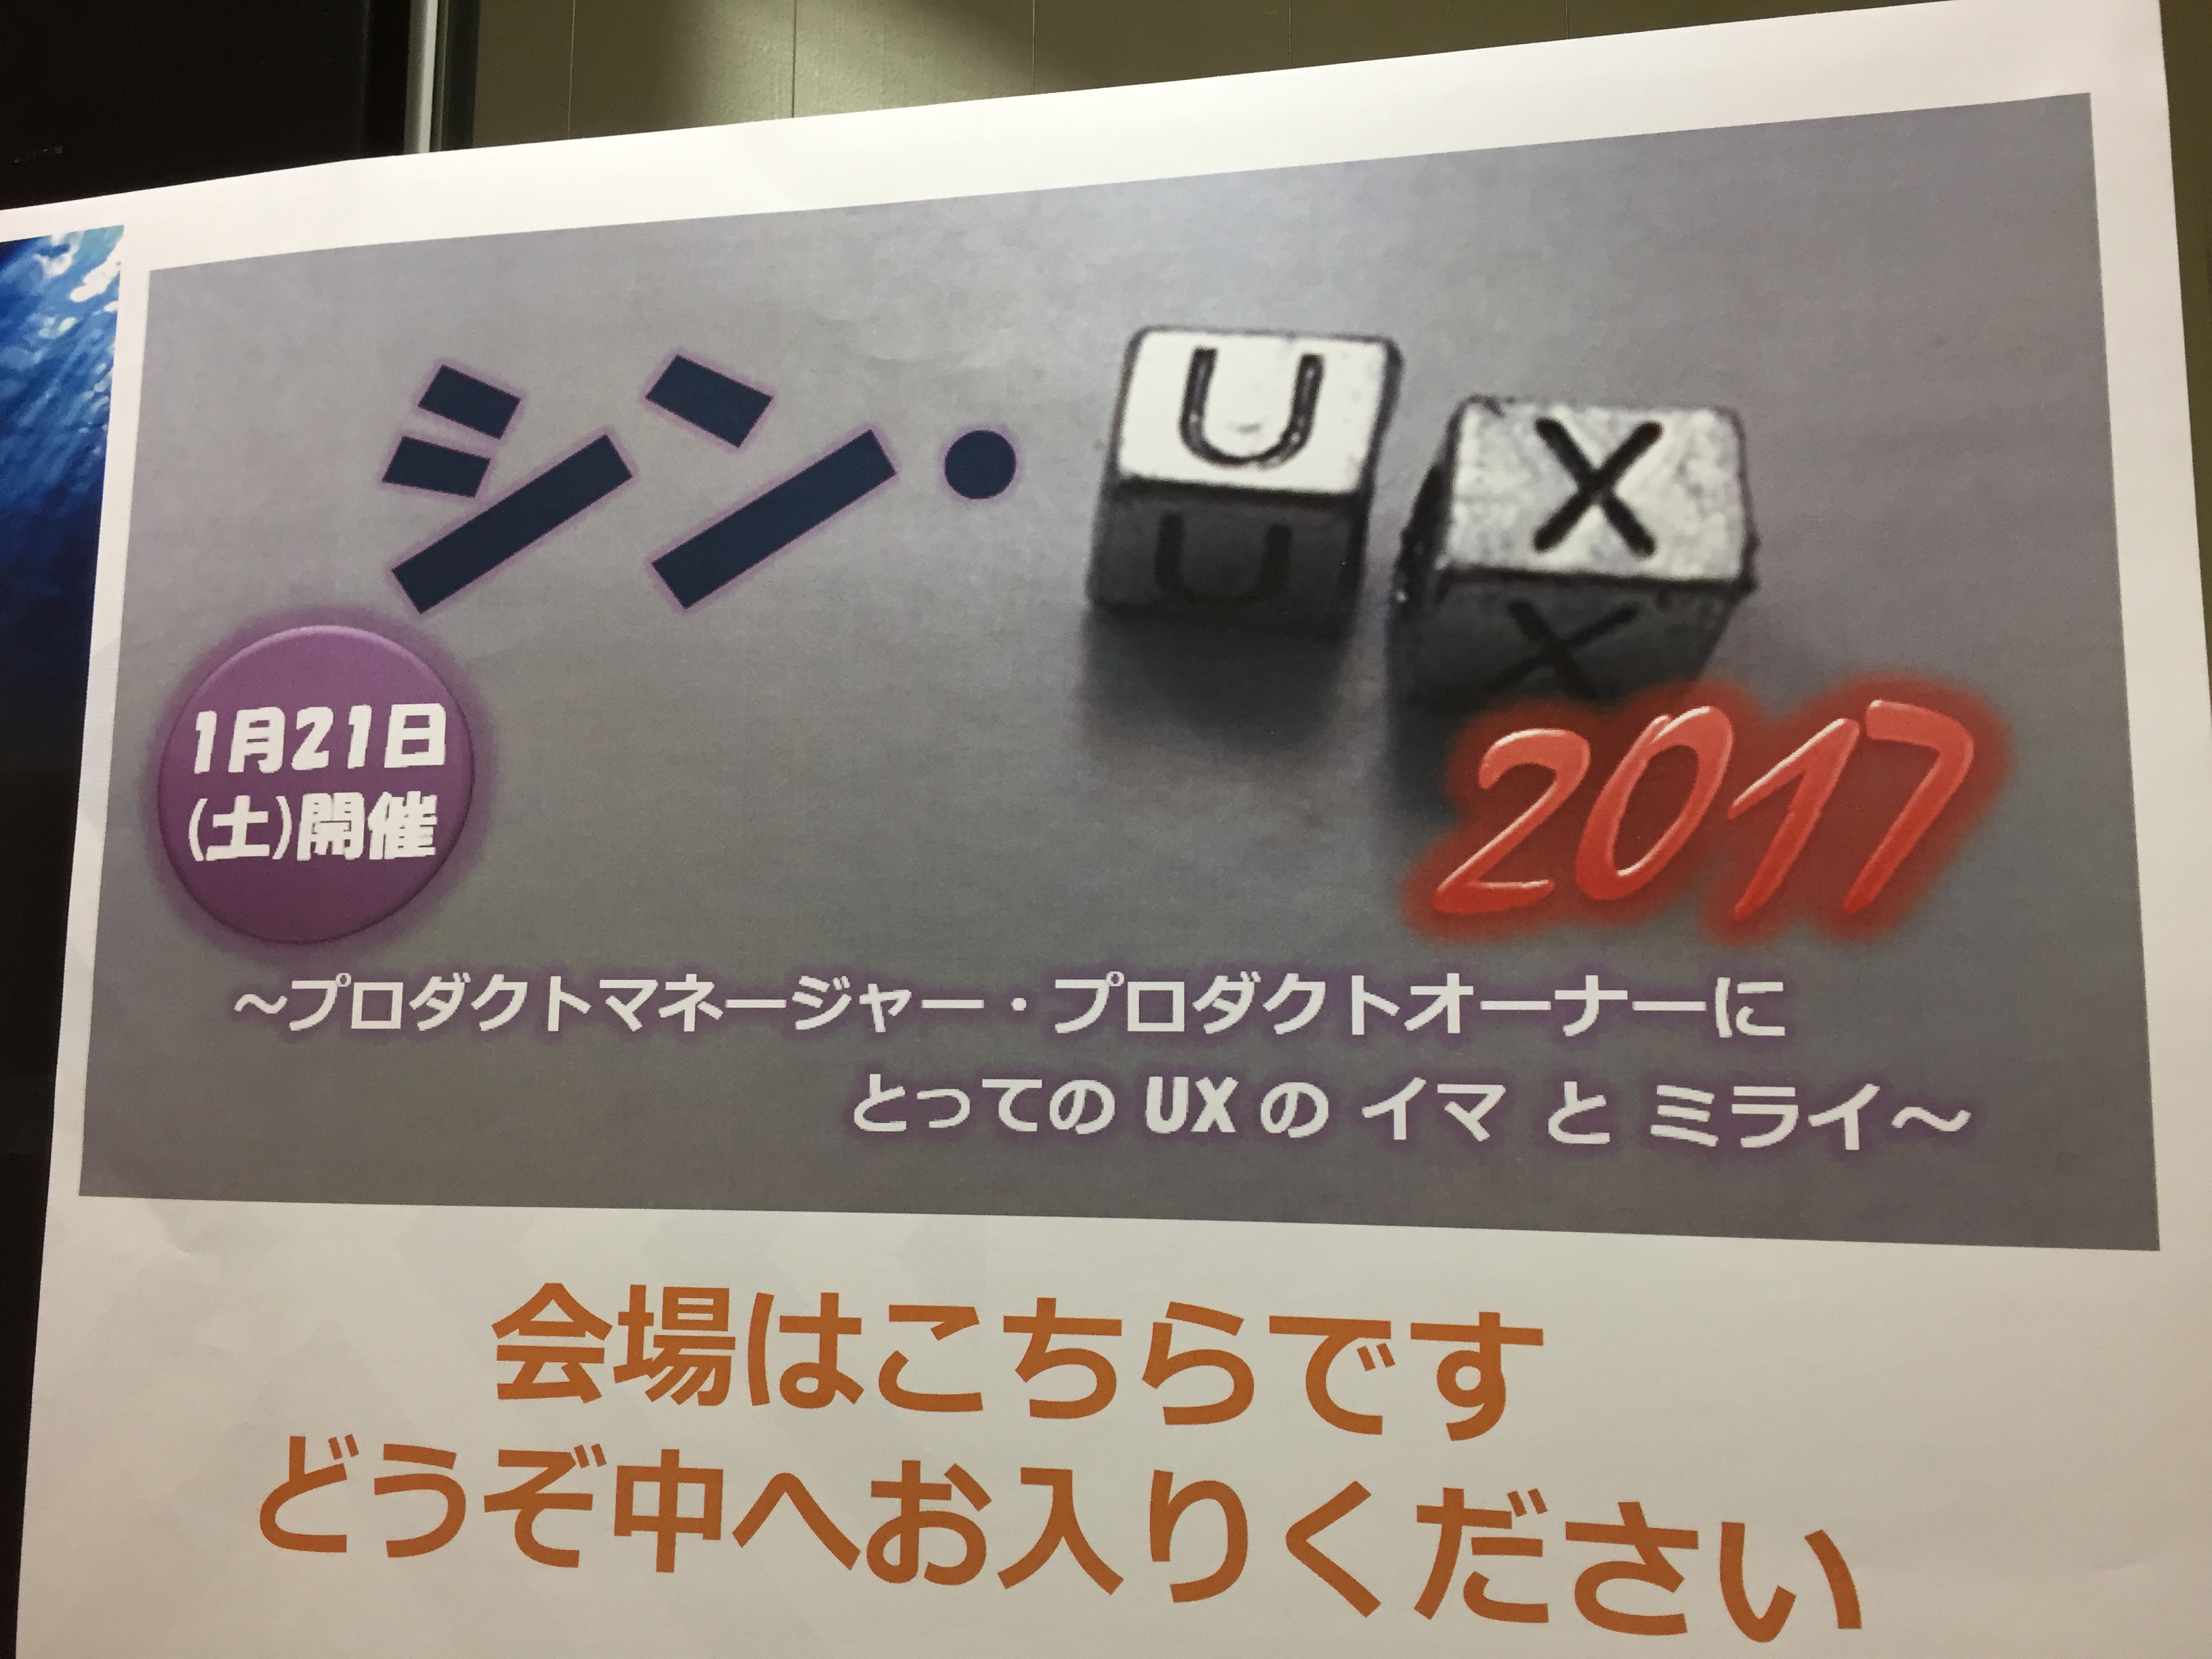 シン・UX
UX
2017
1月21日
(土)開催
～プロダクトマネージャー・プロダクトオーナーに
とっての UX の イマ と ミライ～
会場はこちらです
どうぞ中へお入りください